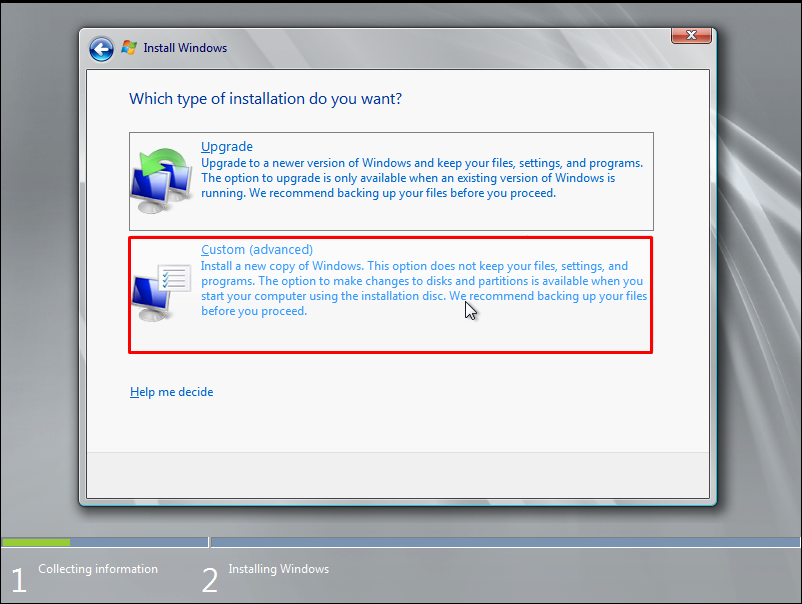 Install Windows
Which type of installation do you want?
Upgrade
Upgrade to a newer version of Windows and keep your files, settings, and programs.
The option to upgrade is only available when an existing version of Windows is
running. We recommend backing up your files before you proceed.
Custom (advanced)
Install a new copy of Windows. This option does not keep your files, settings, and
programs. The option to make changes to disks and partitions is available when you
start your computer using the installation disc. We recommend backing up your files
before you proceed.
Help me decide
1 Collecting information
2 Installing Windows